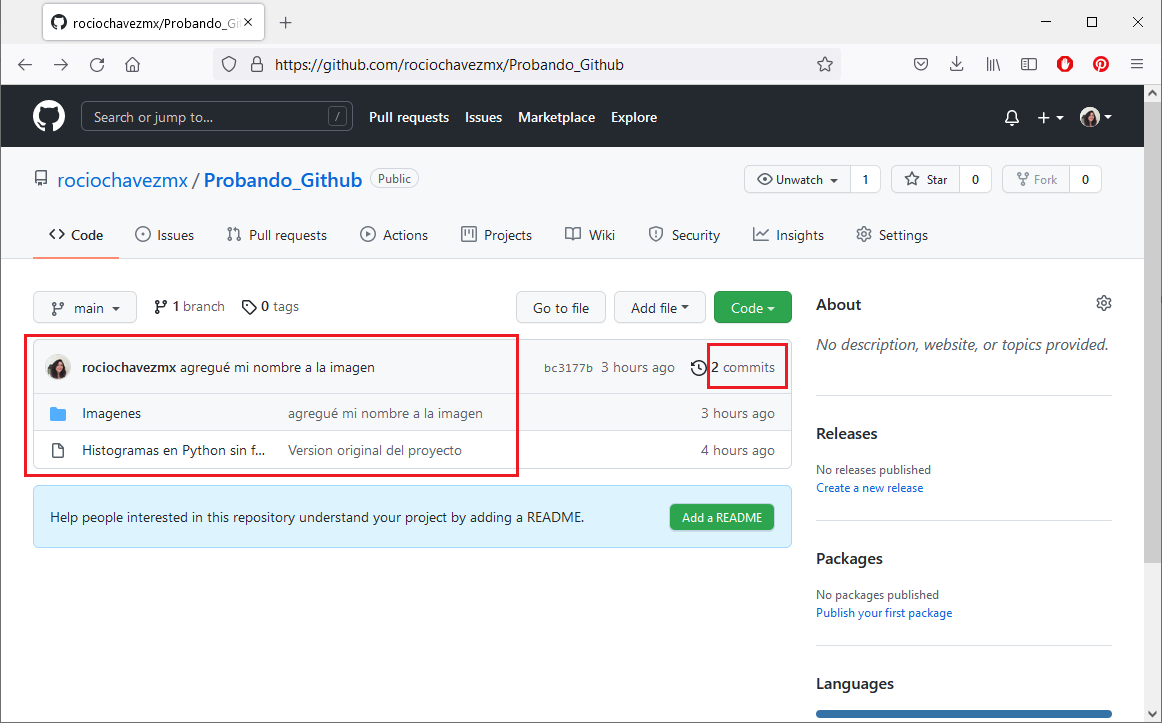 rociochavezmx/Probando_Gi
https://github.com/rociochavezmx/Probando_Github
Search or jump to... / Pull requests Issues Marketplace Explore
rociochavezmx / Probando_Github Public Unwatch 1 Star 0 Fork 0
Code Issues Pull requests Actions Projects Wiki Security Insights Settings
main 1 branch 0 tags Go to file Add file Code
rociochavezmx agregué mi nombre a la imagen bc3177b 3 hours ago 2 commits
Imagenes agregué mi nombre a la imagen 3 hours ago
Histogramas en Python sin f... Version original del proyecto 4 hours ago
Help people interested in this repository understand your project by adding a README. Add a README
About
No description, website, or topics provided.
Releases
No releases published
Create a new release
Packages
No packages published
Publish your first package
Languages